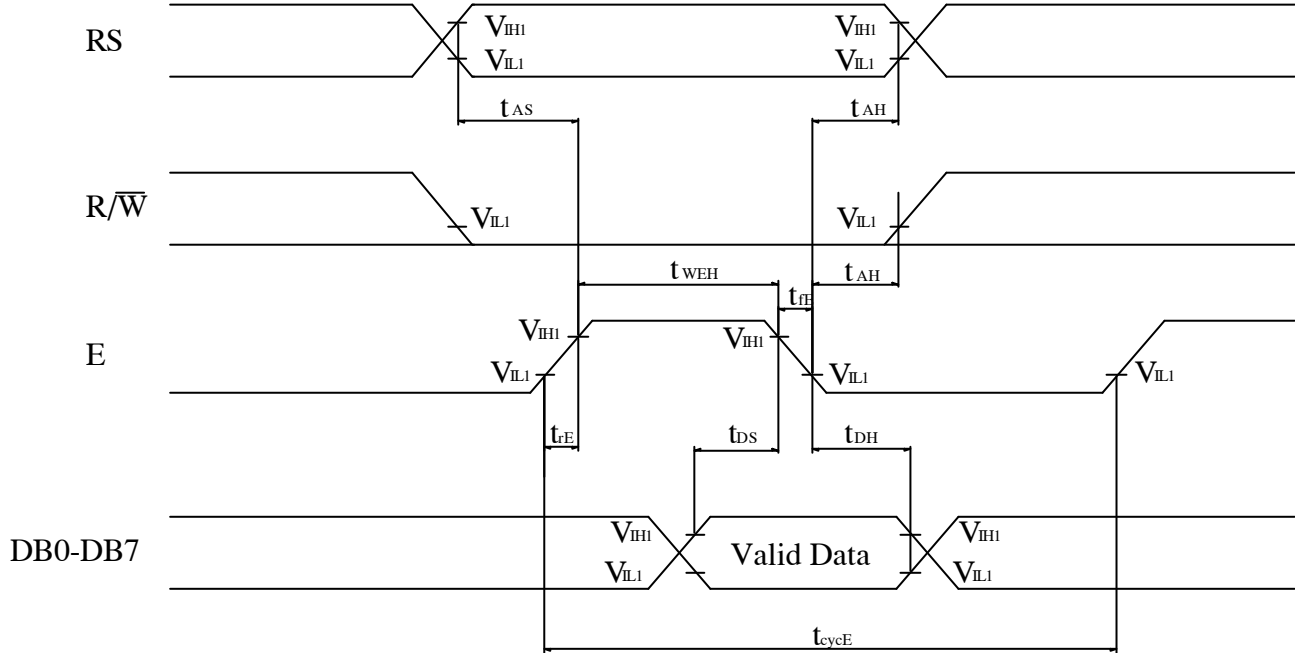 RS
VIH1
VIL1
VIH1
VIL1
tAS
tAH
R/W̅
VIL1
VIL1
tWEH
tfE
tAH
E
VIH1
VIL1
VIH1
VIL1
VIL1
trE
tDS
tDH
DB0-DB7
VIH1
VIL1
Valid Data
VIH1
VIL1
tcycE